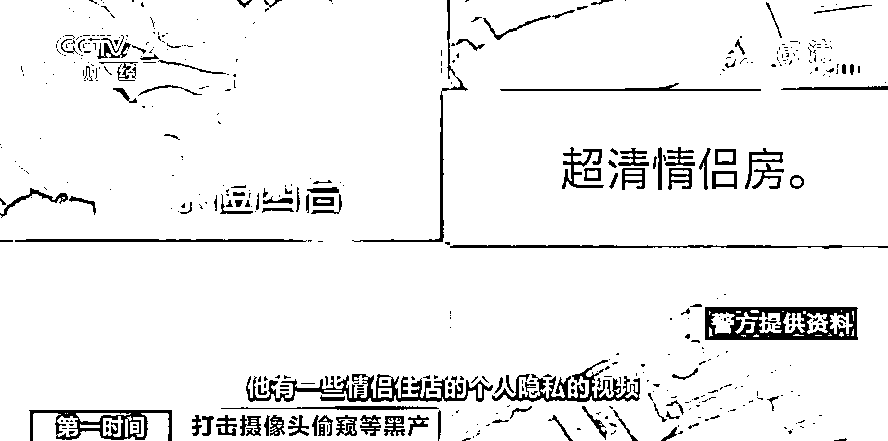 CCTV 2
财经
超清情侣房。
警方提供资料
他有一些情侣住店的个人隐私的视频
第一时间
打击摄像头偷窥等黑产